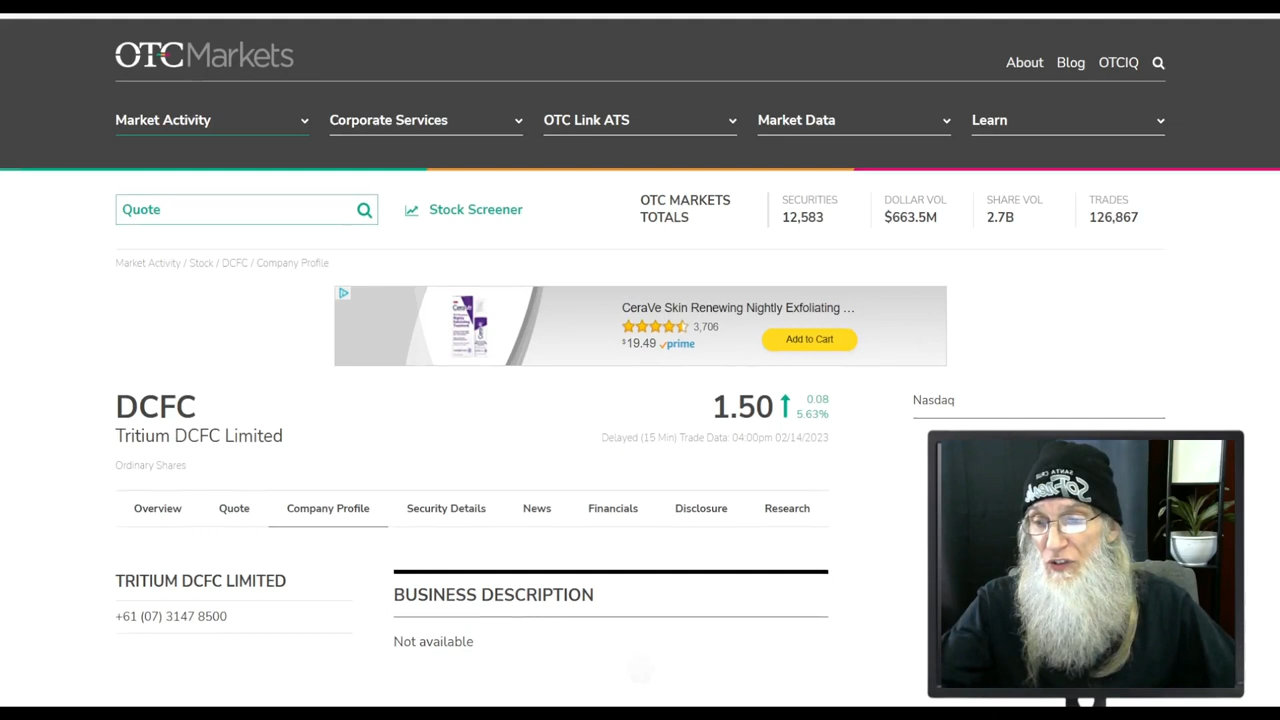 OTCMarkets
About Blog OTCIQ
Market Activity Corporate Services OTC Link ATS Market Data Learn
Quote
Stock Screener
OTC MARKETS
TOTALS
SECURITIES
12,583
DOLLAR VOL
$663.5M
SHARE VOL
2.7B
TRADES
126,867
Market Activity / Stock / DCFC / Company Profile
CeraVe Skin Renewing Nightly Exfoliating …
3,706
$19.49 prime
Add to Cart
CeraVe
DCFC
1.50
0.08
5.63%
Tritium DCFC Limited
Delayed (15 Min) Trade Data: 04:00pm 02/14/2023
Ordinary Shares
Nasdaq
Overview Quote Company Profile Security Details News Financials Disclosure Research
TRITIUM DCFC LIMITED
+61 (07) 3147 8500
BUSINESS DESCRIPTION
Not available
SANTA CRUZ